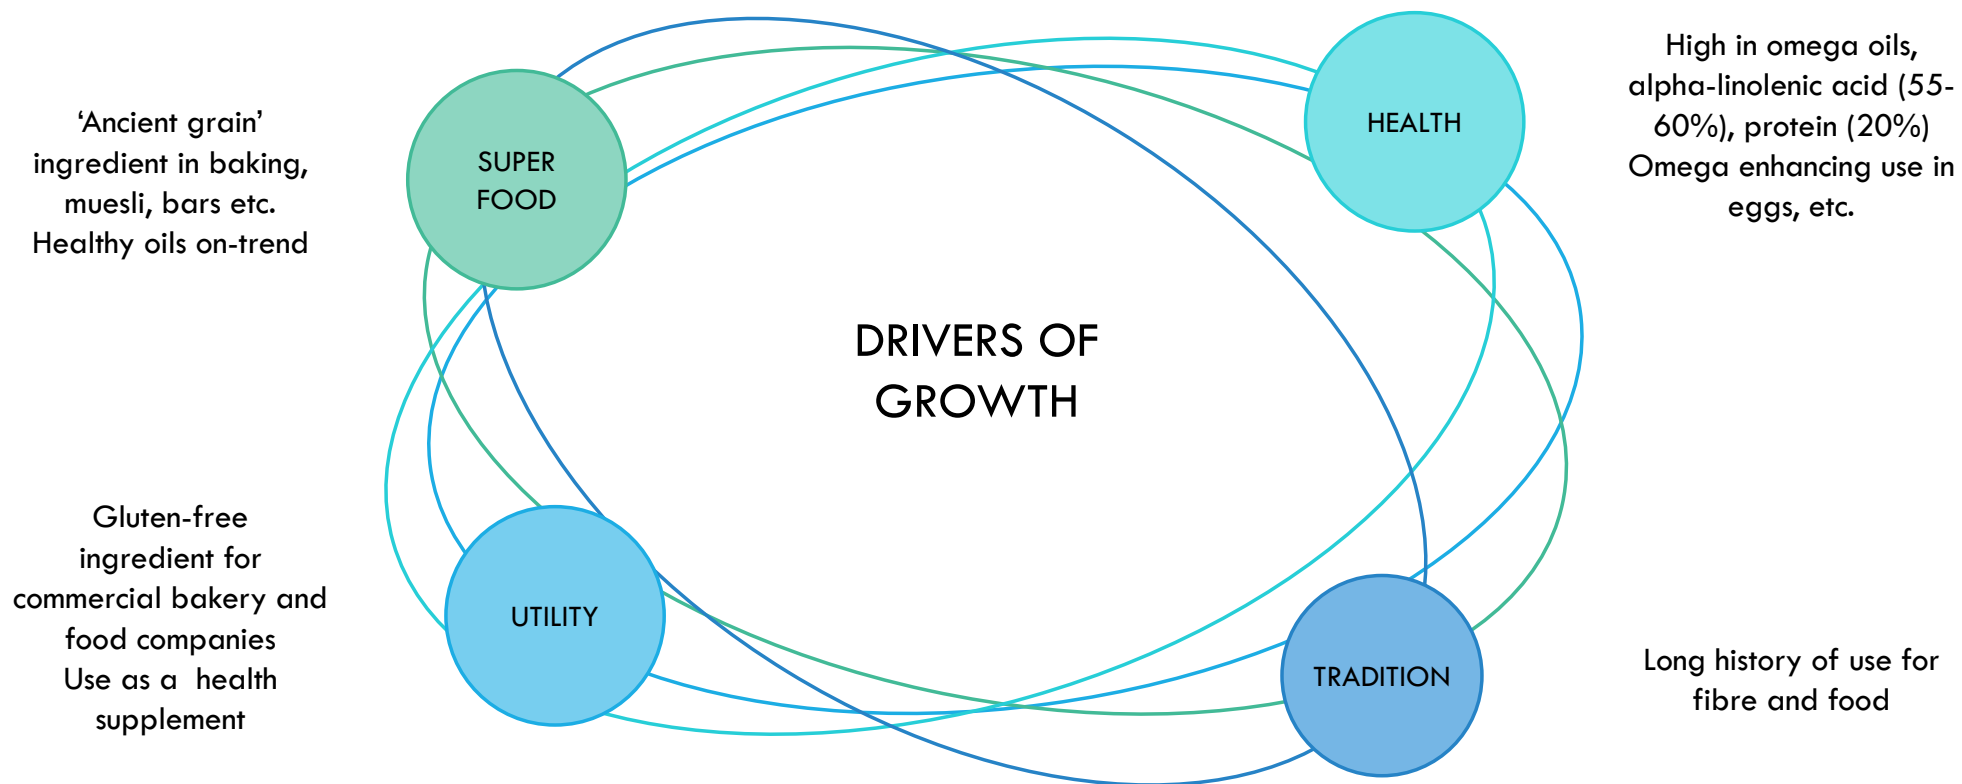 ‘Ancient grain’
ingredient in baking,
muesli, bars etc.
Healthy oils on-trend
SUPER
FOOD
HEALTH
High in omega oils,
alpha-linolenic acid (55-
60%), protein (20%)
Omega enhancing use in
eggs, etc.
DRIVERS OF
GROWTH
Gluten-free
ingredient for
commercial bakery and
food companies
Use as a  health
supplement
UTILITY
TRADITION
Long history of use for
fibre and food